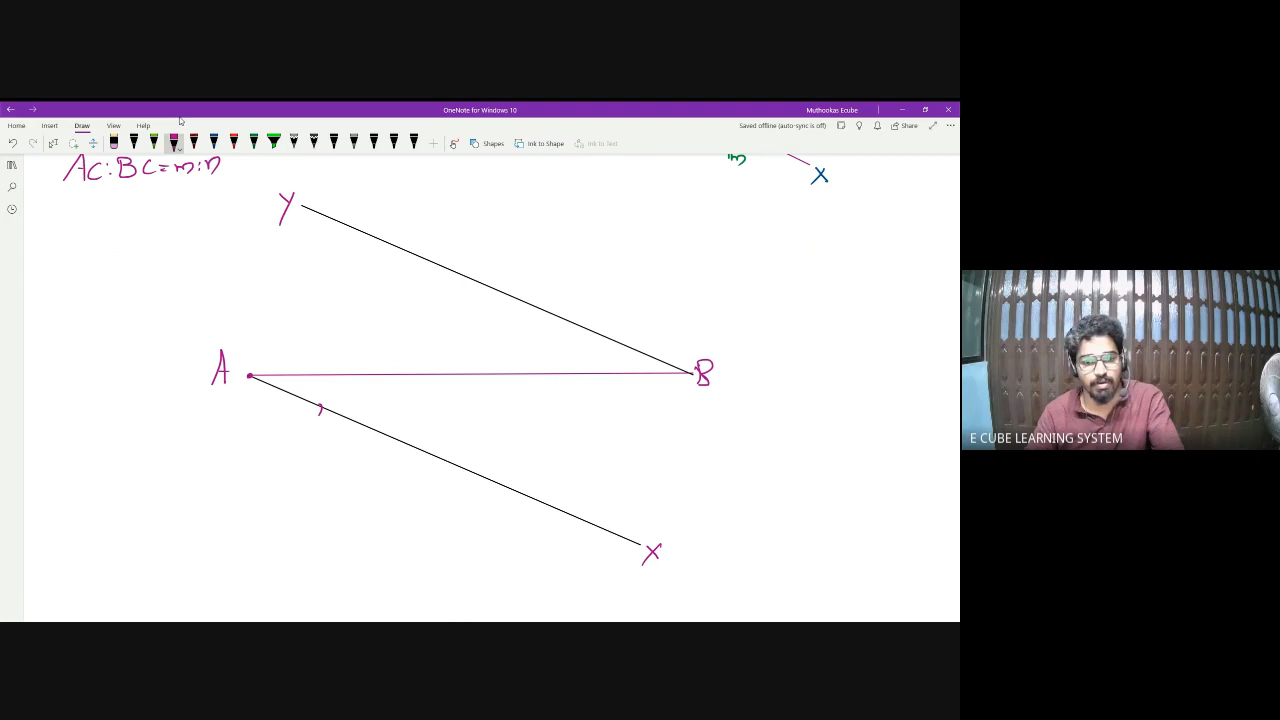 OneNote for Windows 10
Muthookas Ecube
Home Insert Draw View Help
Saved offline (auto-sync is off)
Share
Shapes
Ink to Shape
Ink to Text
AC:BC=m:n
m
X
Y
A
B
X
E CUBE LEARNING SYSTEM